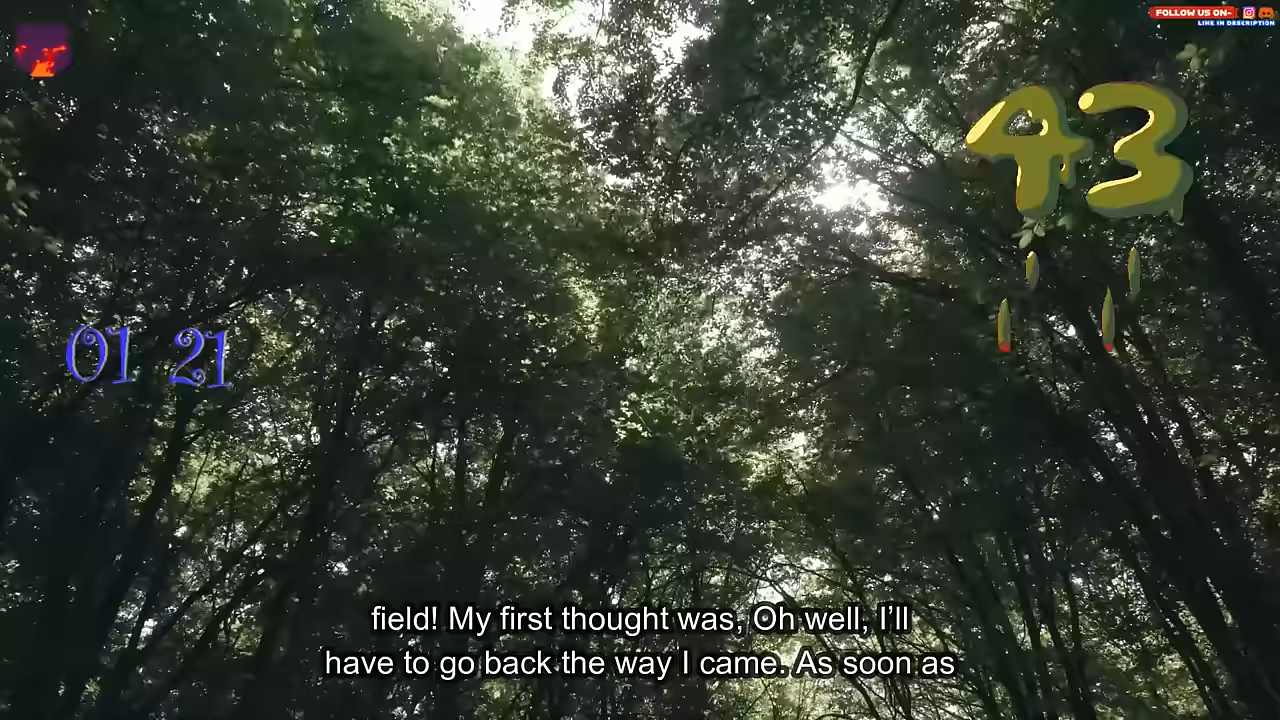 FOLLOW US ON-
LINK IN DESCRIPTION
43
01 21
field! My first thought was, Oh well, I’ll
have to go back the way I came. As soon as